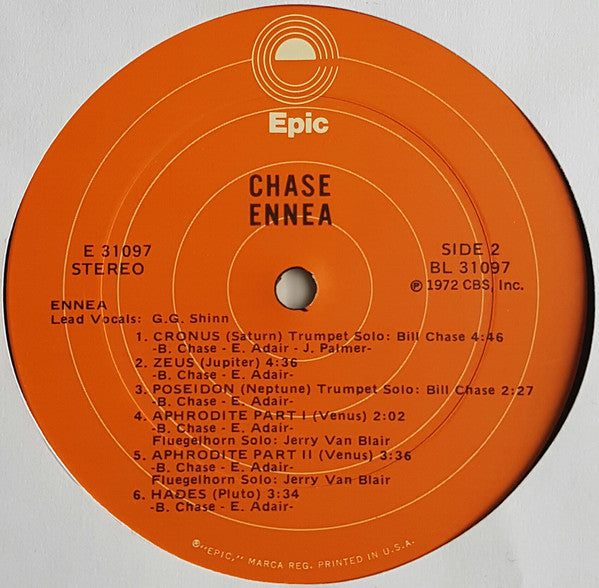 Epic
CHASE
ENNEA
E 31097
STEREO
SIDE 2
BL 31097
℗ 1972 CBS, Inc.
ENNEA
Lead Vocals: G.G. Shinn
1. CRONUS (Saturn) Trumpet Solo: Bill Chase 4:46
-B. Chase - E. Adair - J. Palmer-
2. ZEUS (Jupiter) 4:36
-B. Chase - E. Adair-
3. POSEIDON (Neptune) Trumpet Solo: Bill Chase 2:27
-B. Chase - E. Adair-
4. APHRODITE PART I (Venus) 2:02
-B. Chase - E. Adair-
Fluegelhorn Solo: Jerry Van Blair
5. APHRODITE PART II (Venus) 3:36
-B. Chase - E. Adair-
Fluegelhorn Solo: Jerry Van Blair
6. HADES (Pluto) 3:34
-B. Chase - E. Adair-
®"EPIC," MARCA REG. PRINTED IN U.S.A.